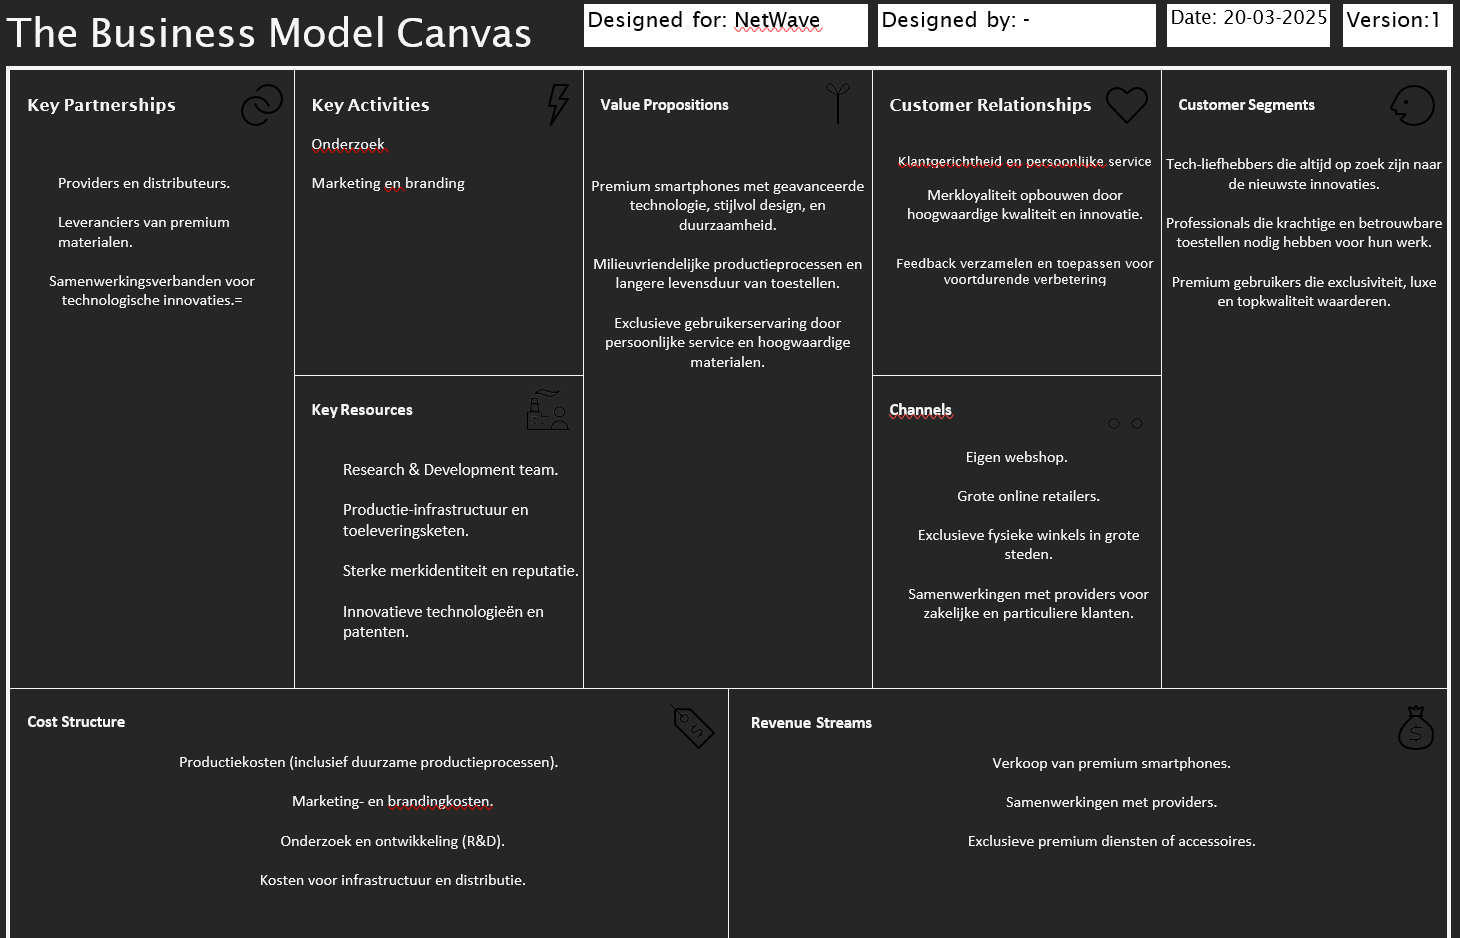 The Business Model Canvas
Designed for: NetWave
Designed by: -
Date: 20-03-2025
Version:1
Key Partnerships
Providers en distributeurs.
Leveranciers van premium
materialen.
Samenwerkingsverbanden voor
technologische innovaties.=
Key Activities
Onderzoek
Marketing en branding
Key Resources
Research & Development team.
Productie-infrastructuur en
toeleveringsketen.
Sterke merkidentiteit en reputatie.
Innovatieve technologieën en
patenten.
Value Propositions
Premium smartphones met geavanceerde
technologie, stijlvol design, en
duurzaamheid.
Milieuvriendelijke productieprocessen en
langere levensduur van toestellen.
Exclusieve gebruikerservaring door
persoonlijke service en hoogwaardige
materialen.
Customer Relationships
Klantgerichtheid en persoonlijke service
Merkloyaliteit opbouwen door
hoogwaardige kwaliteit en innovatie.
Feedback verzamelen en toepassen voor
voortdurende verbetering
Channels
Eigen webshop.
Grote online retailers.
Exclusieve fysieke winkels in grote
steden.
Samenwerkingen met providers voor
zakelijke en particuliere klanten.
Customer Segments
Tech-liefhebbers die altijd op zoek zijn naar
de nieuwste innovaties.
Professionals die krachtige en betrouwbare
toestellen nodig hebben voor hun werk.
Premium gebruikers die exclusiviteit, luxe
en topkwaliteit waarderen.
Cost Structure
Productiekosten (inclusief duurzame productieprocessen).
Marketing- en brandingkosten.
Onderzoek en ontwikkeling (R&D).
Kosten voor infrastructuur en distributie.
Revenue Streams
Verkoop van premium smartphones.
Samenwerkingen met providers.
Exclusieve premium diensten of accessoires.